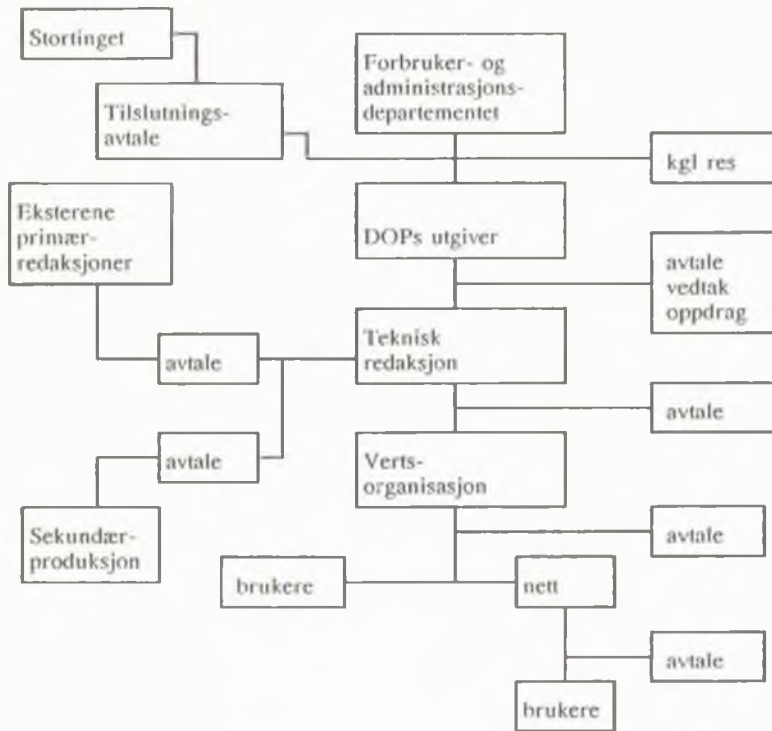 Stortinget
Forbruker- og
administrasjons-
departementet
Tilslutnings-
avtale
kgl res
Eksterene
primær-
redaksjoner
DOPs utgiver
avtale
vedtak
oppdrag
Teknisk
redaksjon
avtale
avtale
avtale
Verts-
organisasjon
Sekundær-
produksjon
avtale
brukere
nett
avtale
brukere